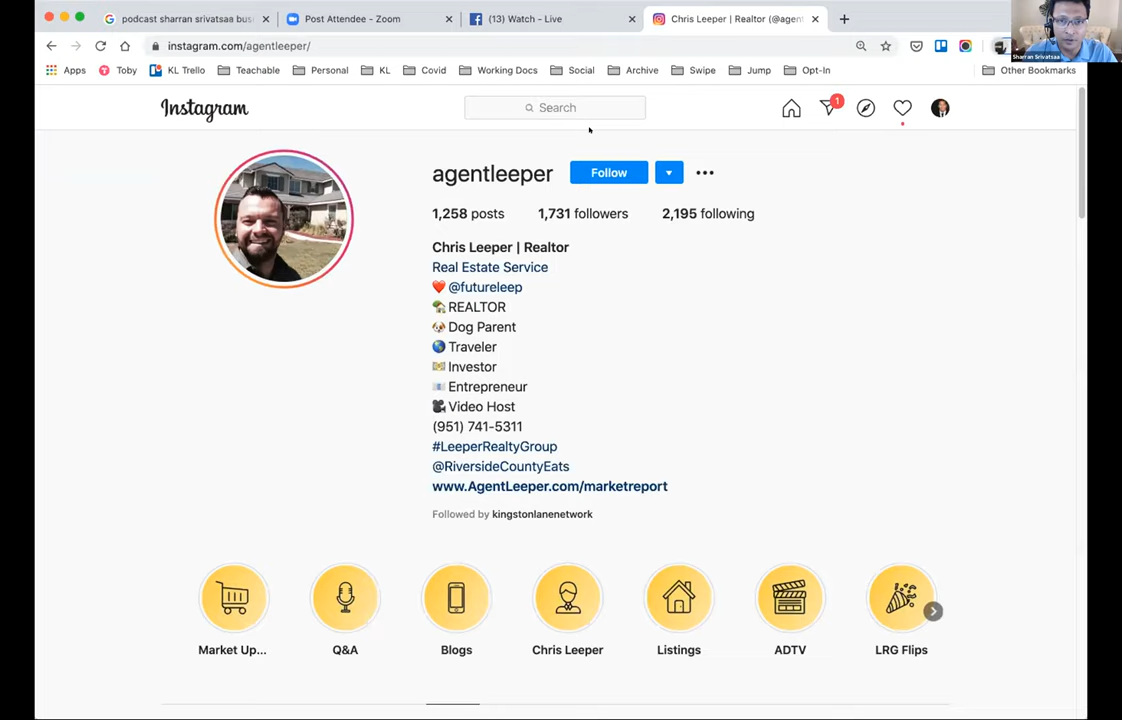 podcast sharran srivatsaa bus
Post Attendee - Zoom
(13) Watch - Live
Chris Leeper | Realtor (@agen
instagram.com/agentleeper/
Apps
Toby
KL Trello
Teachable
Personal
KL
Covid
Working Docs
Social
Archive
Swipe
Jump
Opt-In
Other Bookmarks
Sharran Srivatsaa
Instagram
Search
1
agentleeper
Follow
1,258 posts 1,731 followers 2,195 following
Chris Leeper | Realtor
Real Estate Service
@futureleep
REALTOR
Dog Parent
Traveler
Investor
Entrepreneur
Video Host
(951) 741-5311
#LeeperRealtyGroup
@RiversideCountyEats
www.AgentLeeper.com/marketreport
Followed by kingstonlanenetwork
Market Up...
Q&A
Blogs
Chris Leeper
Listings
ADTV
LRG Flips